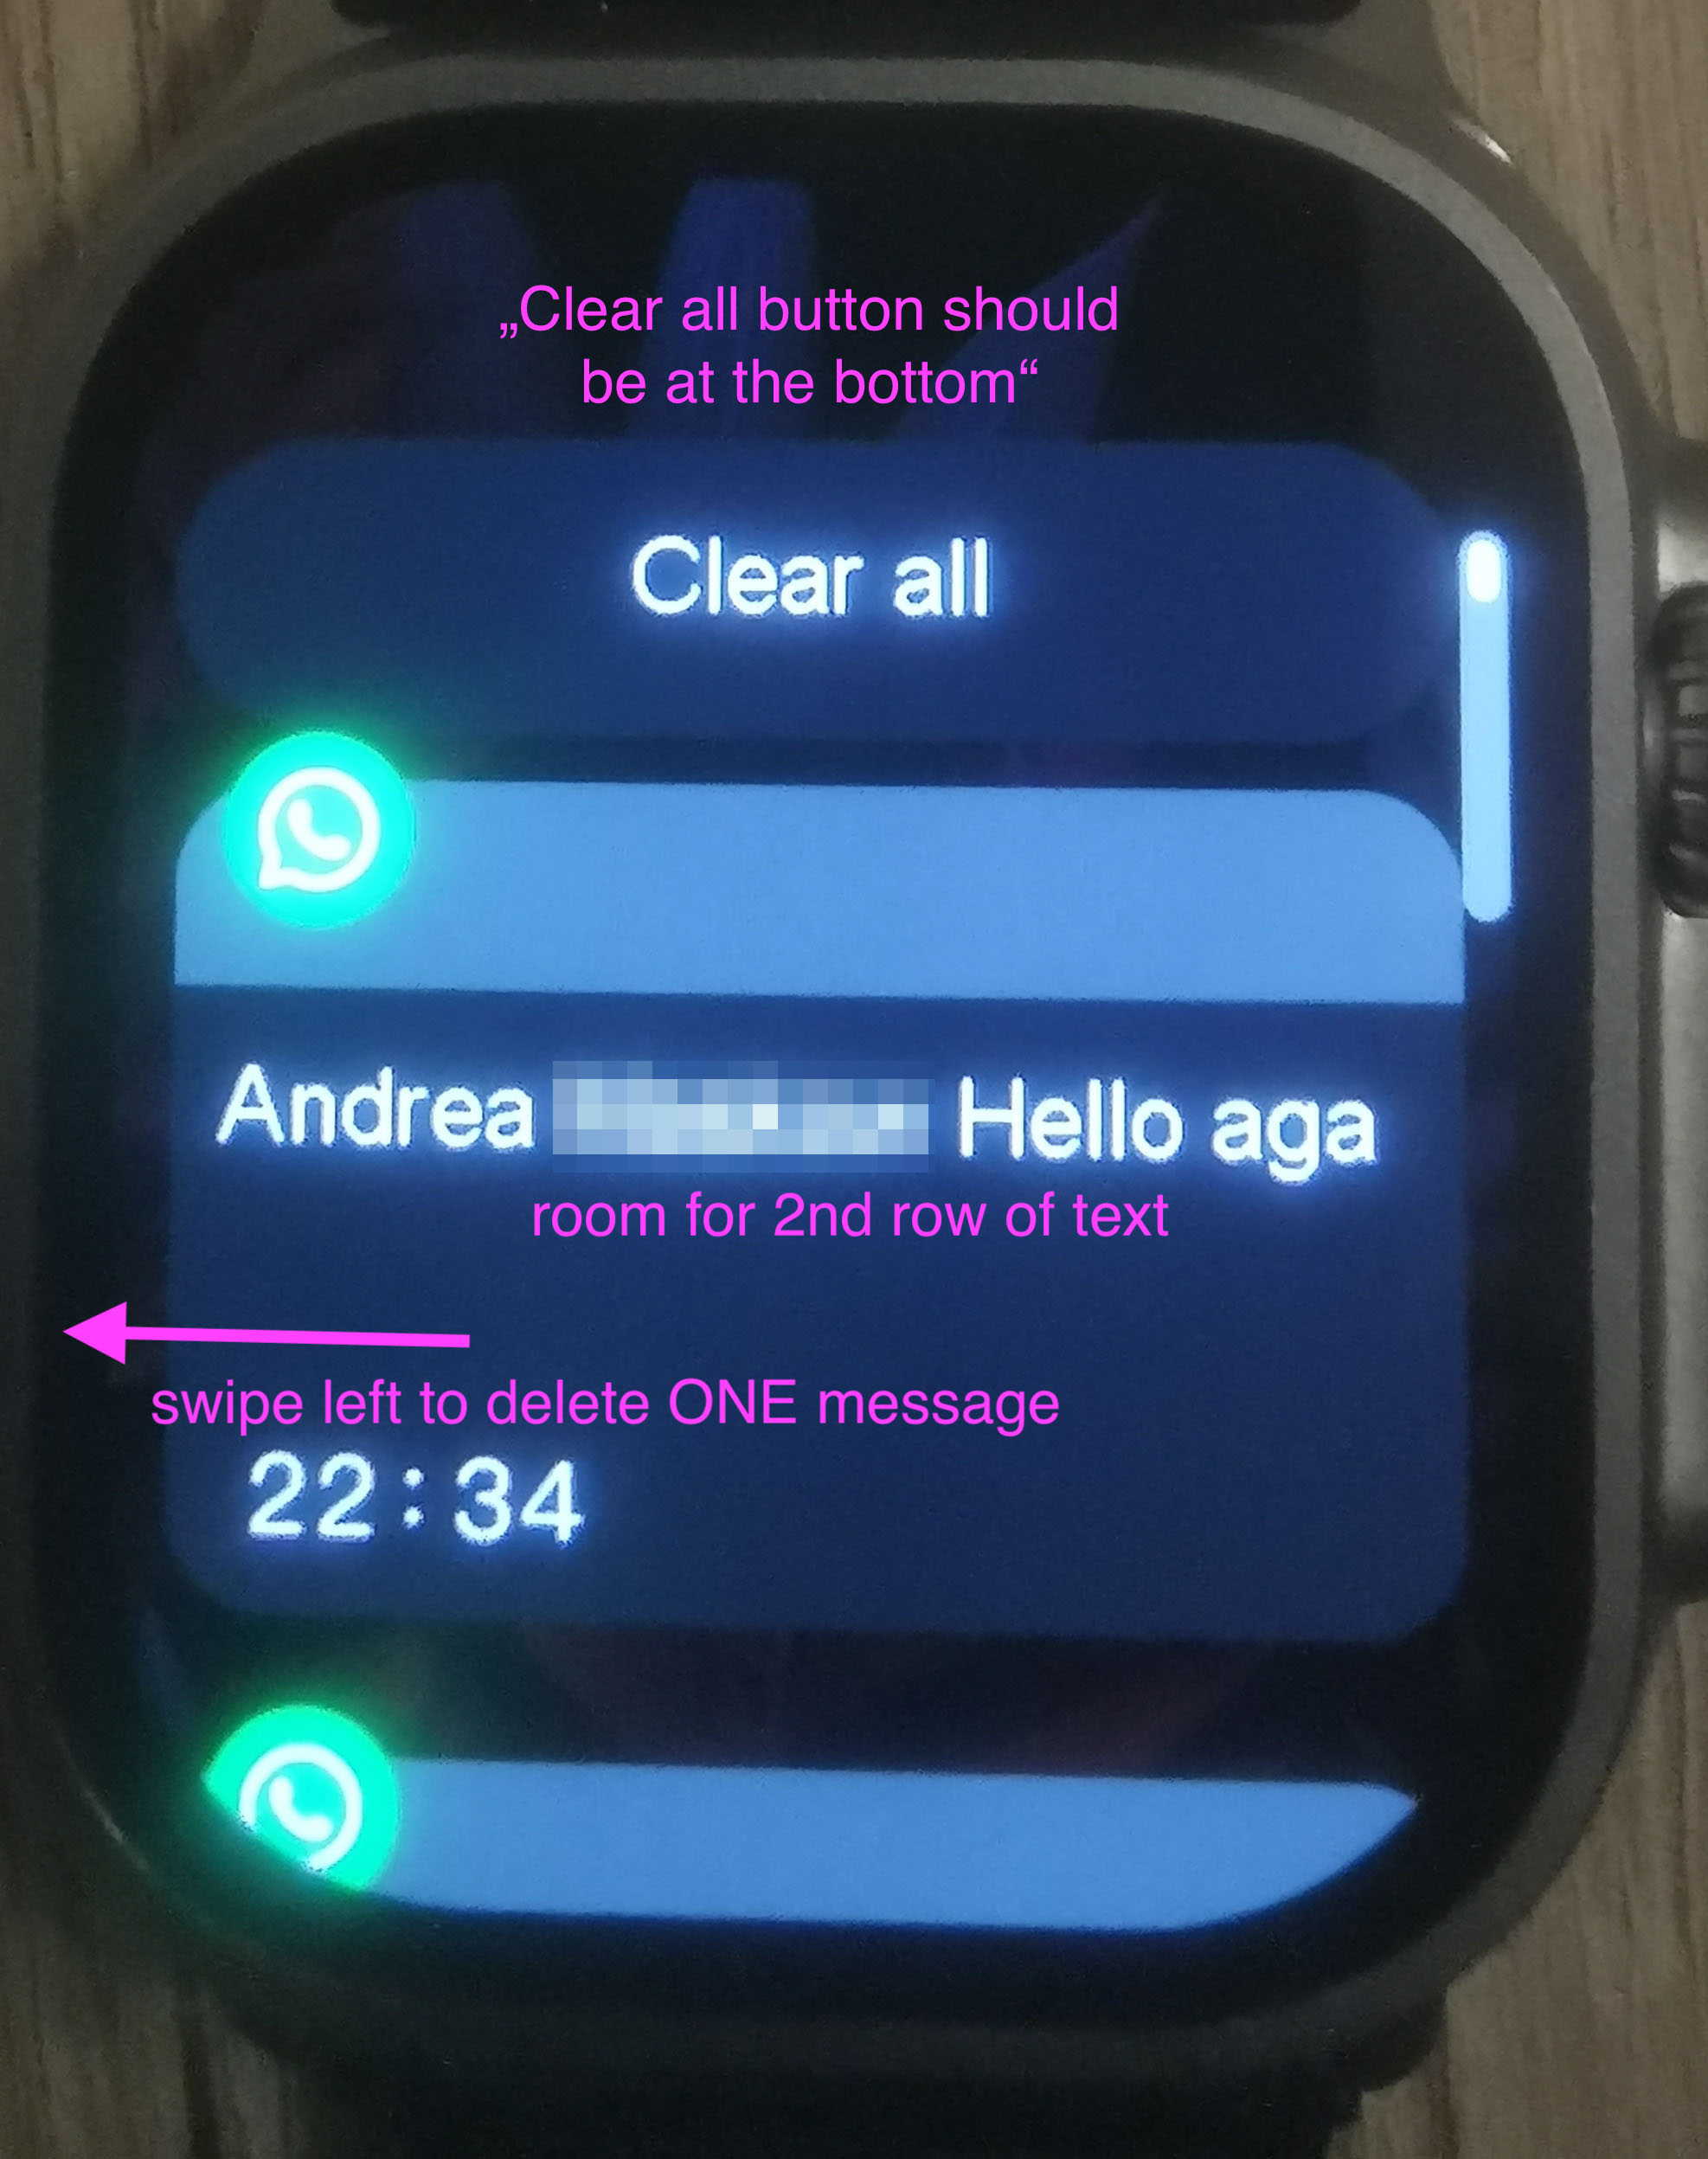 „Clear all button should
be at the bottom“
Clear all
Andrea Hello aga
room for 2nd row of text
swipe left to delete ONE message
22:34